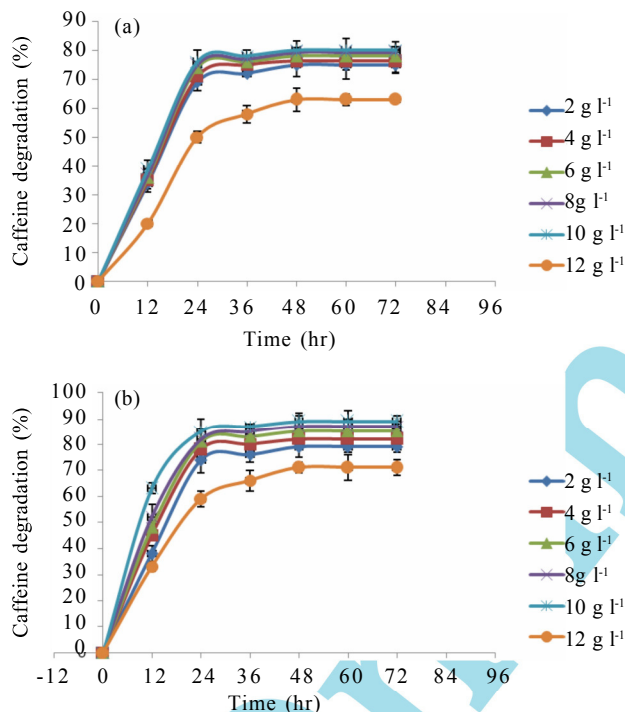 (a)
Caffeine degradation (%)
90
80
70
60
50
40
30
20
10
0
0 12 24 36 48 60 72 84 96
Time (hr)
2 g l-1
4 g l-1
6 g l-1
8g l-1
10 g l-1
12 g l-1
(b)
Caffeine degradation (%)
100
90
80
70
60
50
40
30
20
10
0
-12 0 12 24 36 48 60 72 84 96
Time (hr)
2 g l-1
4 g l-1
6 g l-1
8g l-1
10 g l-1
12 g l-1